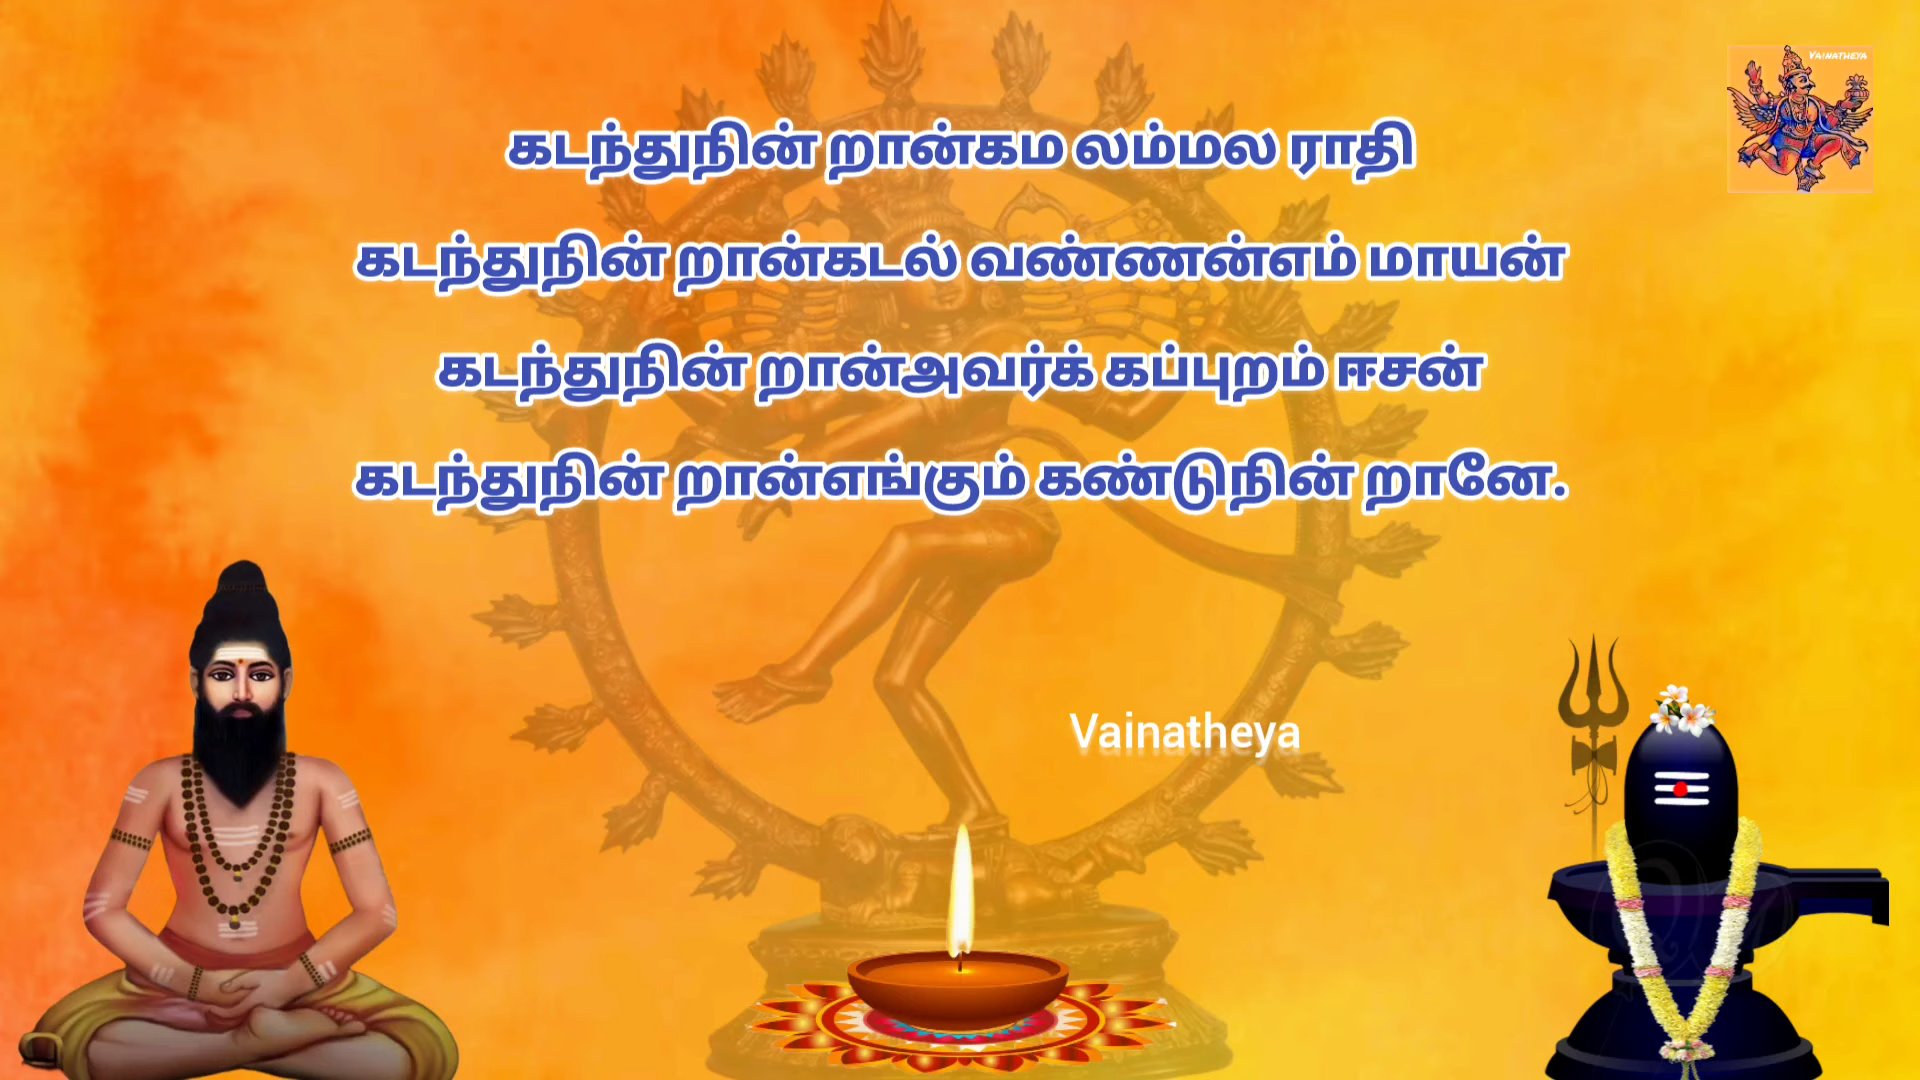 VAINATHEYA
கடந்துநின் றான்கம லம்மல ராதி
கடந்துநின் றான்கடல் வண்ணன்எம் மாயன்
கடந்துநின் றான்அவர்க் கப்புறம் ஈசன்
கடந்துநின் றான்எங்கும் கண்டுநின் றானே.
Vainatheya